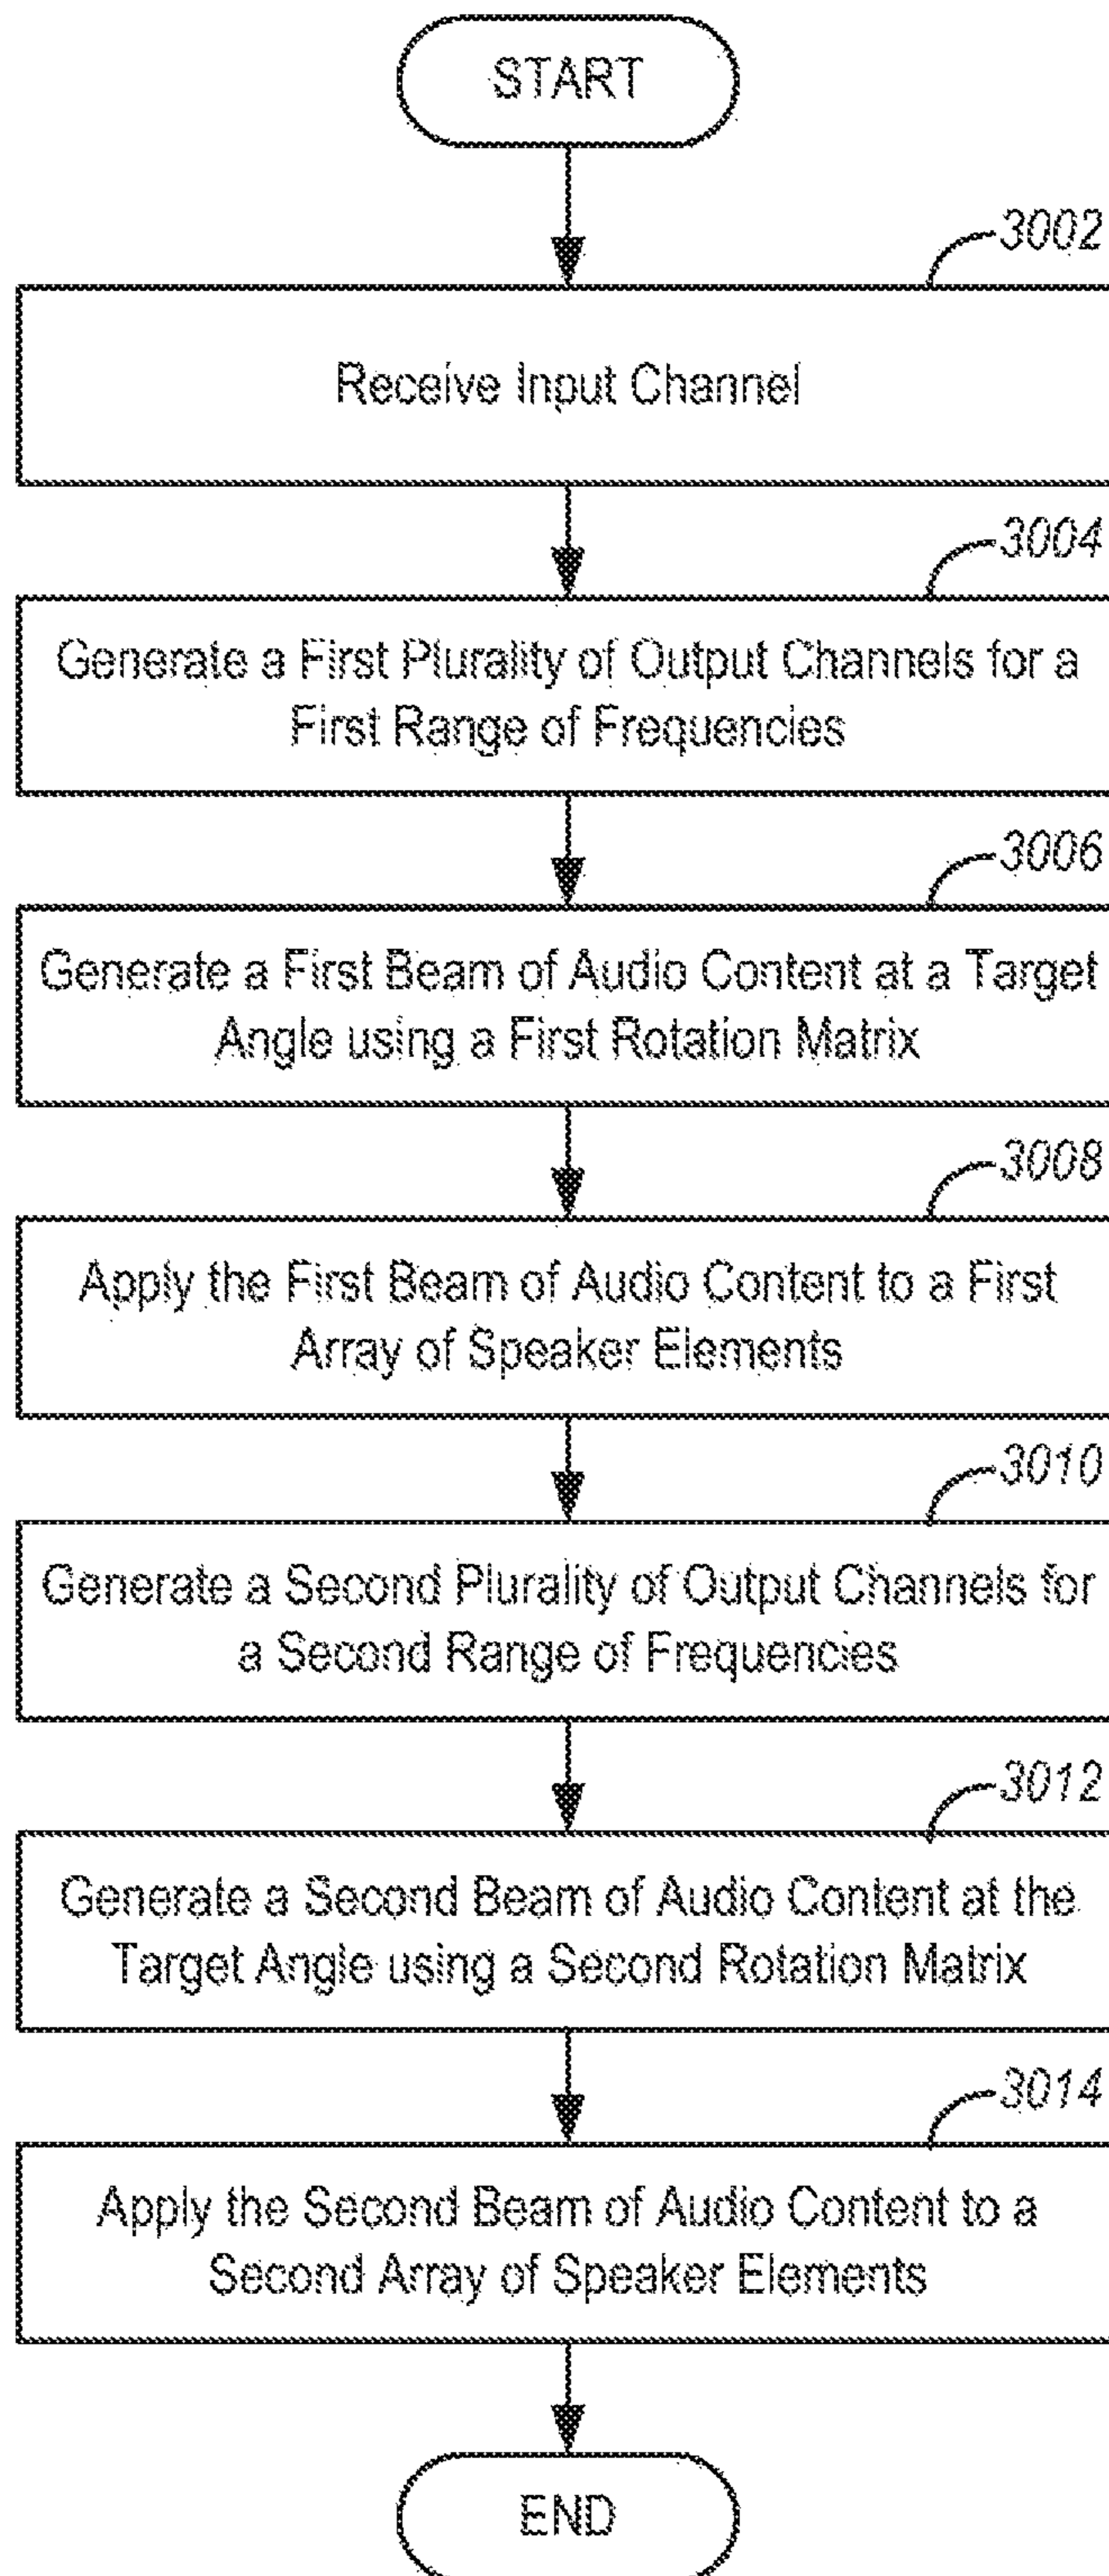 START
3002
Receive Input Channel
3004
Generate a First Plurality of Output Channels for a
First Range of Frequencies
3006
Generate a First Beam of Audio Content at a Target
Angle using a First Rotation Matrix
3008
Apply the First Beam of Audio Content to a First
Array of Speaker Elements
3010
Generate a Second Plurality of Output Channels for
a Second Range of Frequencies
3012
Generate a Second Beam of Audio Content at the
Target Angle using a Second Rotation Matrix
3014
Apply the Second Beam of Audio Content to a
Second Array of Speaker Elements
END